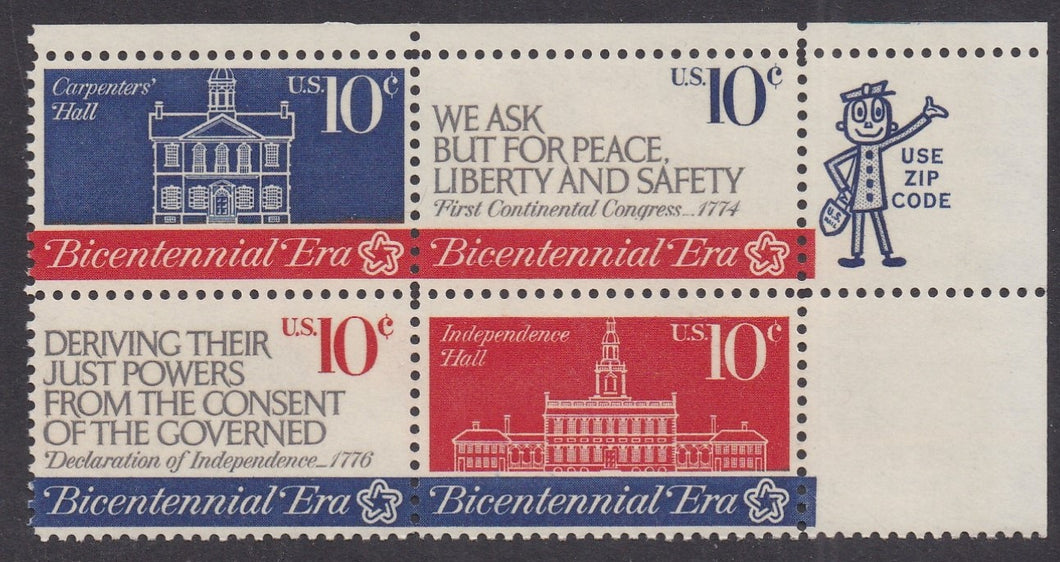 Carpenters'
Hall
U.S. 10¢
Bicentennial Era
U.S. 10¢
WE ASK
BUT FOR PEACE,
LIBERTY AND SAFETY
First Continental Congress...1774
Bicentennial Era
USE
ZIP
CODE
U.S. 10¢
DERIVING THEIR
JUST POWERS
FROM THE CONSENT
OF THE GOVERNED
Declaration of Independence...1776
Bicentennial Era
Independence
Hall
U.S. 10¢
Bicentennial Era